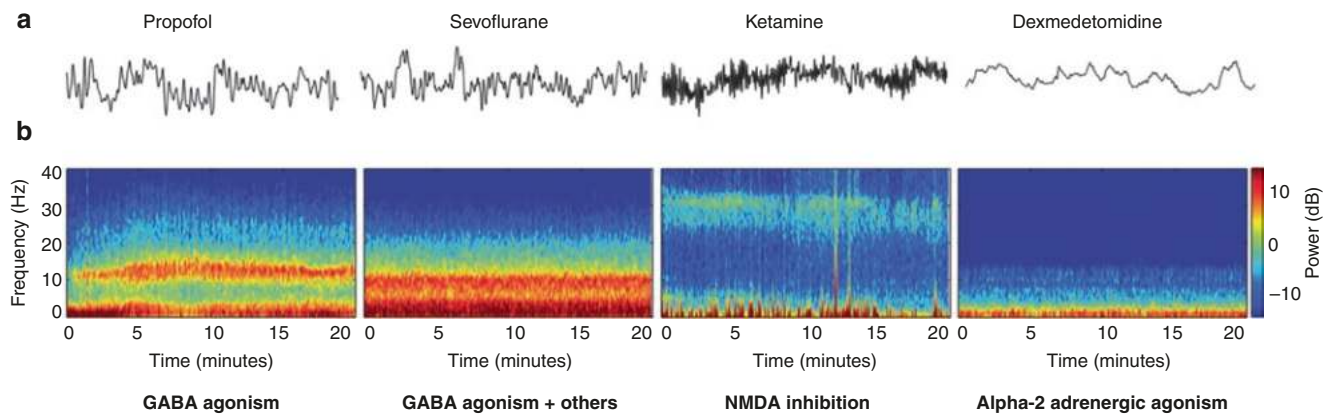 a
Propofol Sevoflurane Ketamine Dexmedetomidine
b
40
30
20
10
0
Frequency (Hz)
10
0
−10
Power (dB)
0 5 10 15 20 0 5 10 15 20 0 5 10 15 20 0 5 10 15 20
Time (minutes) Time (minutes) Time (minutes) Time (minutes)
GABA agonism GABA agonism + others NMDA inhibition Alpha-2 adrenergic agonism